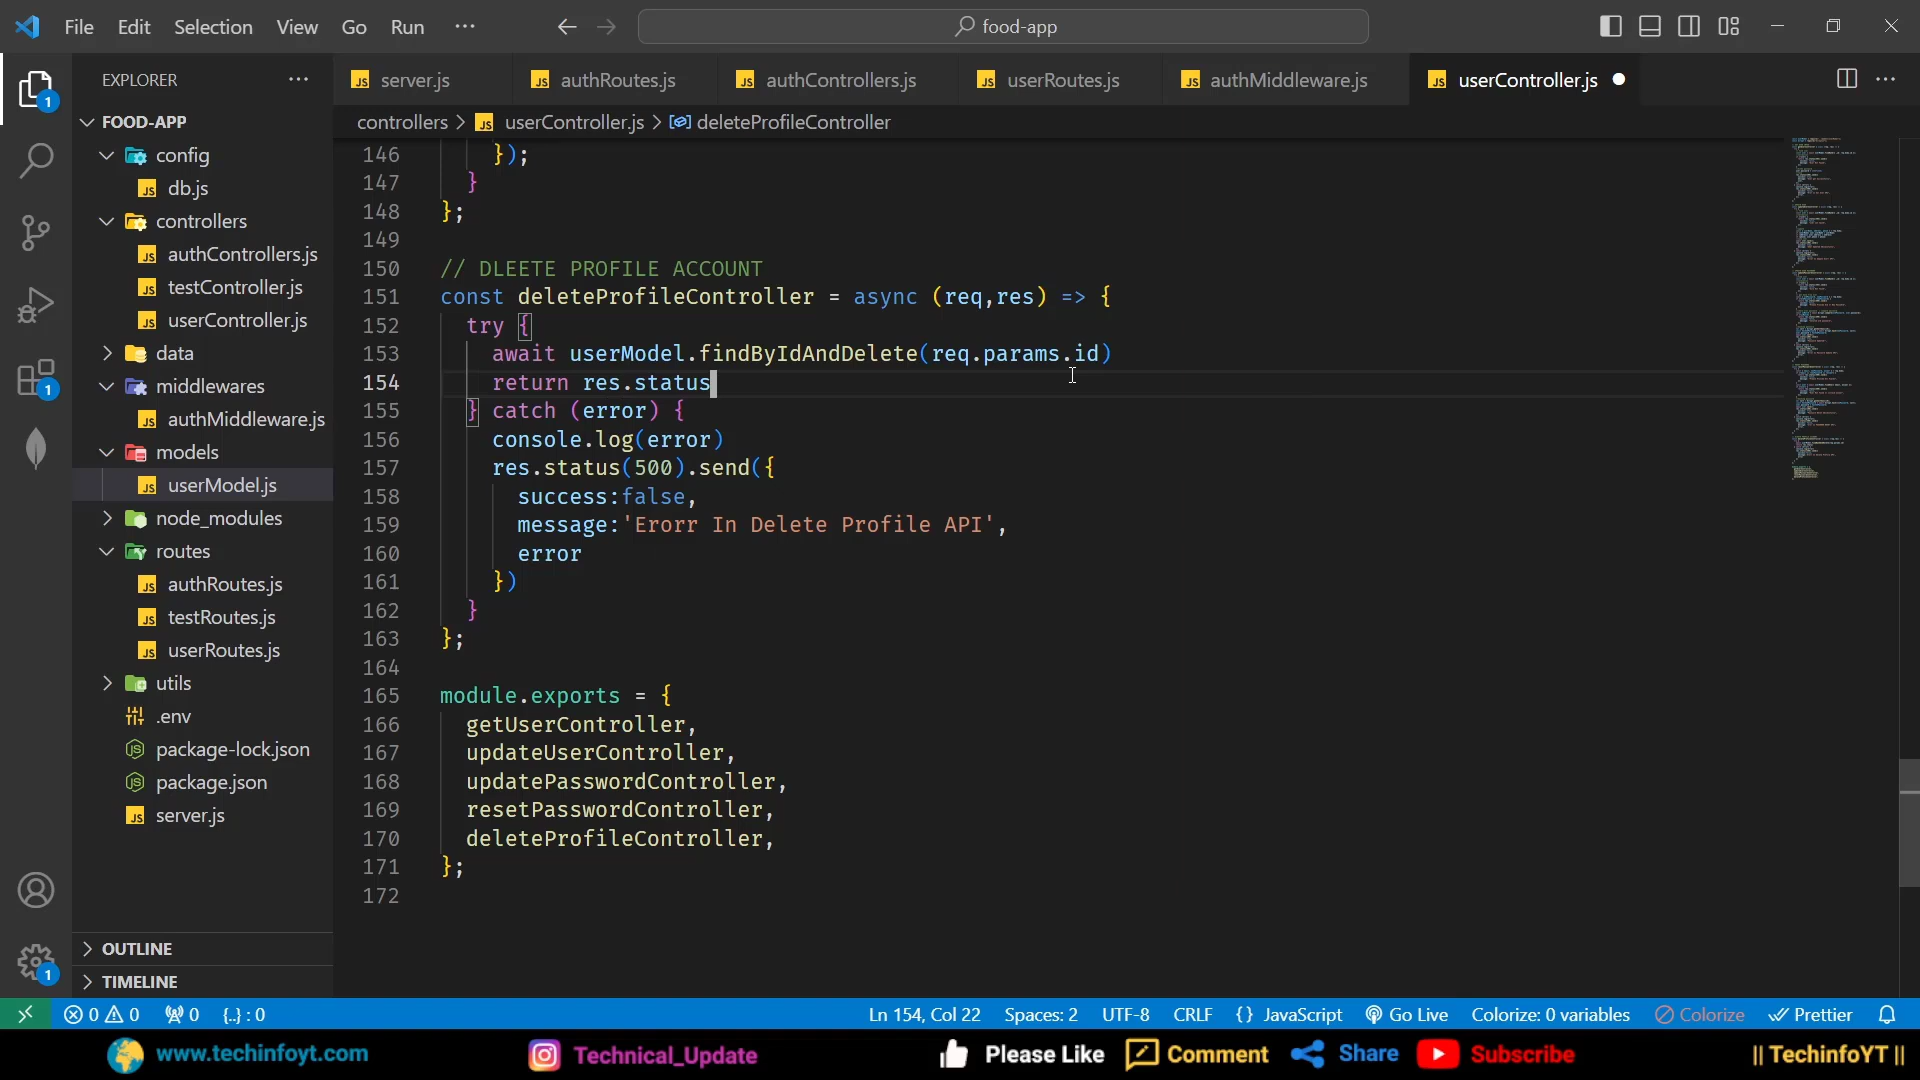 File Edit Selection View Go Run ··· food-app
EXPLORER ···
server.js authRoutes.js authControllers.js userRoutes.js authMiddleware.js userController.js
controllers > userController.js > deleteProfileController
FOOD-APP
config
db.js
controllers
authControllers.js
testController.js
userController.js
data
middlewares
authMiddleware.js
models
userModel.js
node_modules
routes
authRoutes.js
testRoutes.js
userRoutes.js
utils
.env
package-lock.json
package.json
server.js
OUTLINE
TIMELINE
1
1
1
146 });
147 }
148 };
149
150 // DLEETE PROFILE ACCOUNT
151 const deleteProfileController = async (req,res) => {
152 try {
153 await userModel.findByIdAndDelete(req.params.id)
154 return res.status
155 } catch (error) {
156 console.log(error)
157 res.status(500).send({
158 success:false,
159 message:'Erorr In Delete Profile API',
160 error
161 })
162 }
163 };
164
165 module.exports = {
166 getUserController,
167 updateUserController,
168 updatePasswordController,
169 resetPasswordController,
170 deleteProfileController,
171 };
172
0 0 0 {..} : 0 Ln 154, Col 22 Spaces: 2 UTF-8 CRLF {} JavaScript Go Live Colorize: 0 variables Colorize Prettier
www.techinfoyt.com Technical_Update Please Like Comment Share Subscribe || TechinfoYT ||